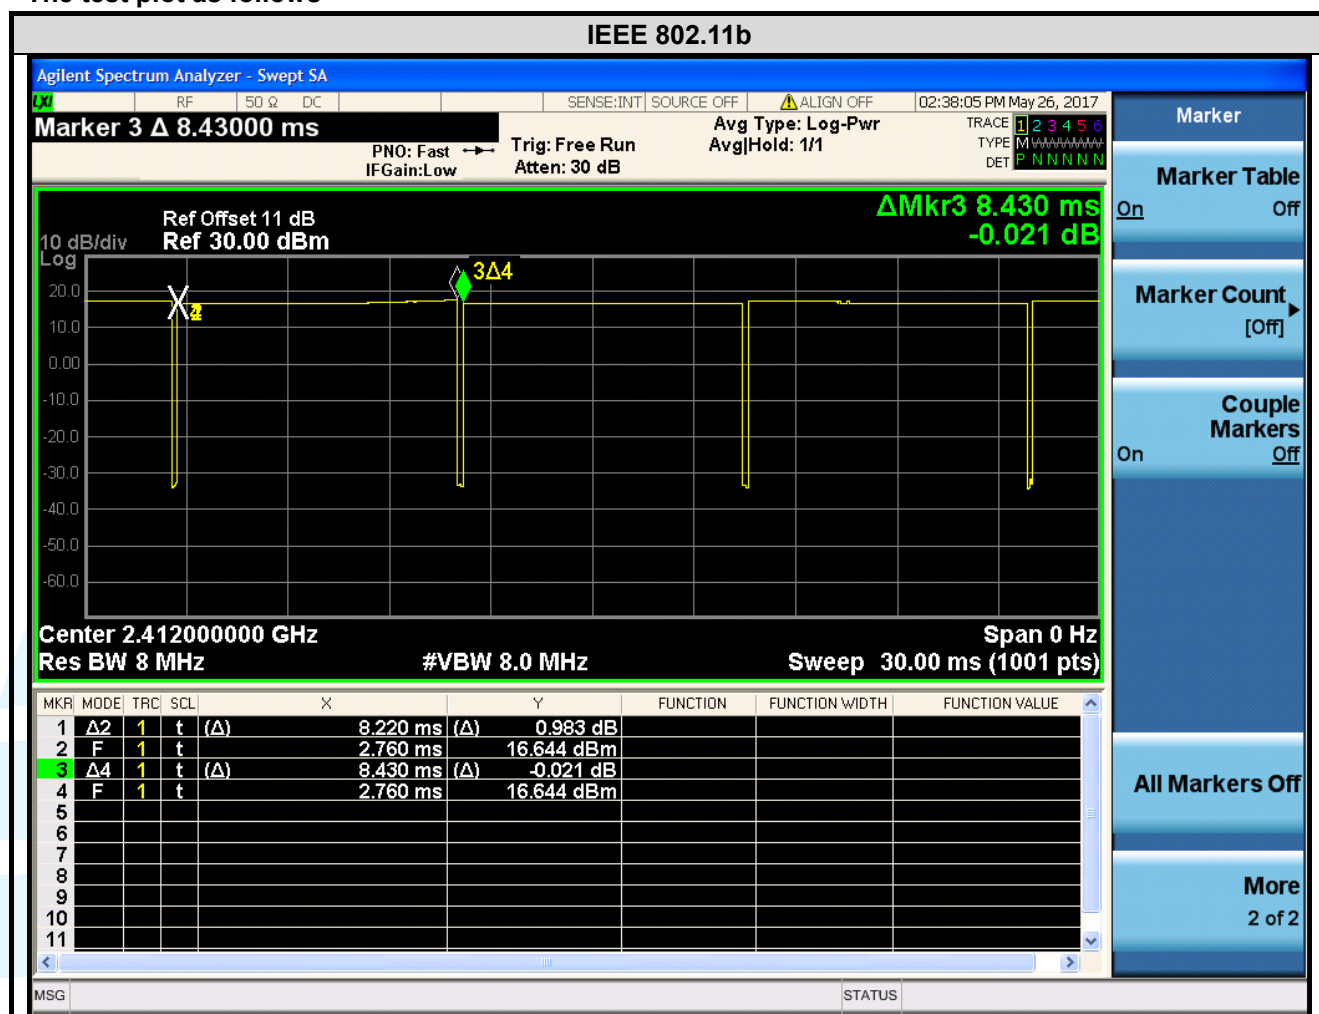 The test plot as follows
IEEE 802.11b
Agilent Spectrum Analyzer - Swept SA
LXI RF 50 Ω DC SENSE:INT SOURCE OFF ALIGN OFF 02:38:05 PM May 26, 2017
Marker 3 Δ 8.43000 ms
PNO: Fast
IFGain:Low
Trig: Free Run
Atten: 30 dB
Avg Type: Log-Pwr
Avg|Hold: 1/1
TRACE 1 2 3 4 5 6
TYPE M WWWWW
DET P N N N N N
Ref Offset 11 dB
Ref 30.00 dBm
10 dB/div
Log
ΔMkr3 8.430 ms
-0.021 dB
3Δ4
20.0
10.0
0.00
-10.0
-20.0
-30.0
-40.0
-50.0
-60.0
Center 2.412000000 GHz
Span 0 Hz
Res BW 8 MHz
#VBW 8.0 MHz
Sweep 30.00 ms (1001 pts)
MKR MODE TRC SCL X Y FUNCTION FUNCTION WIDTH FUNCTION VALUE
1 Δ2 1 t (Δ) 8.220 ms (Δ) 0.983 dB
2 F 1 t 2.760 ms 16.644 dBm
3 Δ4 1 t (Δ) 8.430 ms (Δ) -0.021 dB
4 F 1 t 2.760 ms 16.644 dBm
5
6
7
8
9
10
11
MSG
STATUS
Marker
Marker Table
On Off
Marker Count
[Off]
Couple
Markers
On Off
All Markers Off
More
2 of 2